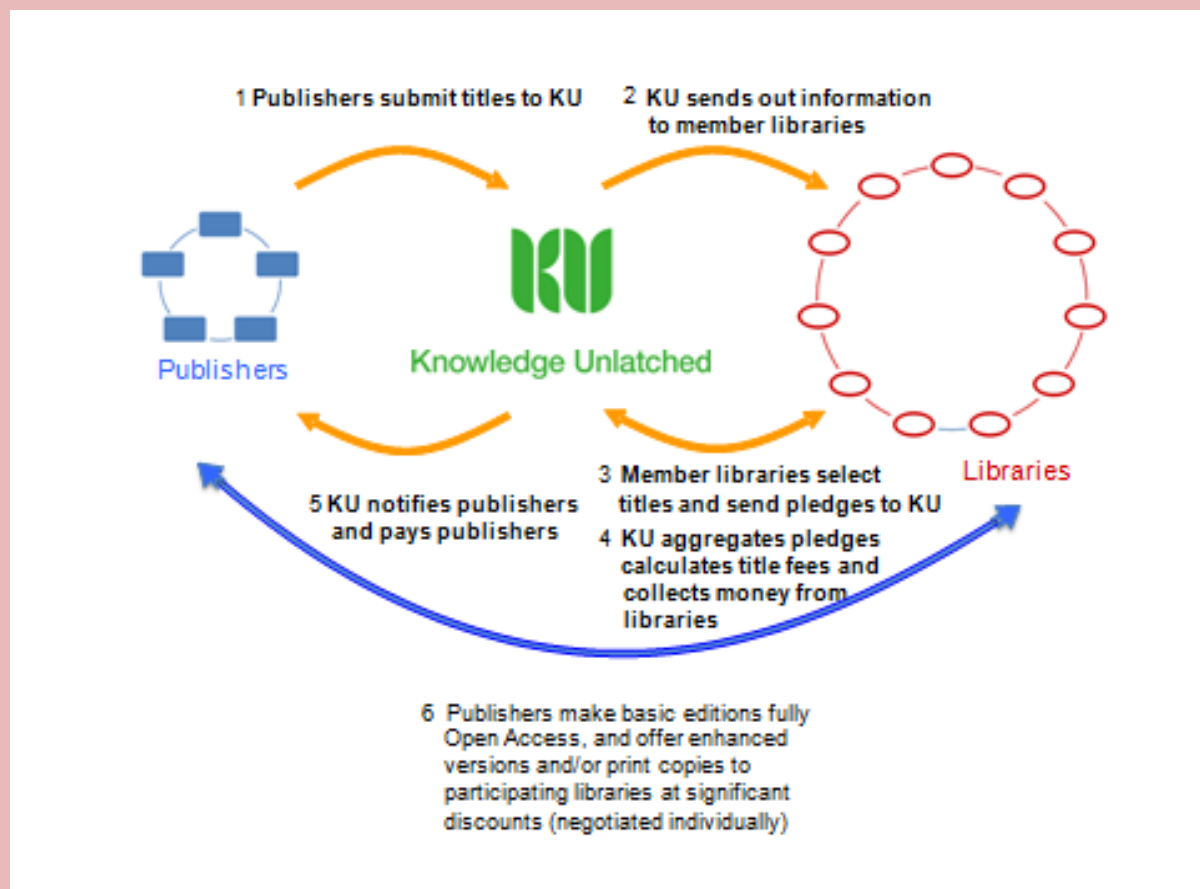 1 Publishers submit titles to KU
2 KU sends out information
to member libraries
KU
Knowledge Unlatched
Publishers
Libraries
3 Member libraries select
titles and send pledges to KU
4 KU aggregates pledges
calculates title fees and
collects money from
libraries
5 KU notifies publishers
and pays publishers
6 Publishers make basic editions fully
Open Access, and offer enhanced
versions and/or print copies to
participating libraries at significant
discounts (negotiated individually)